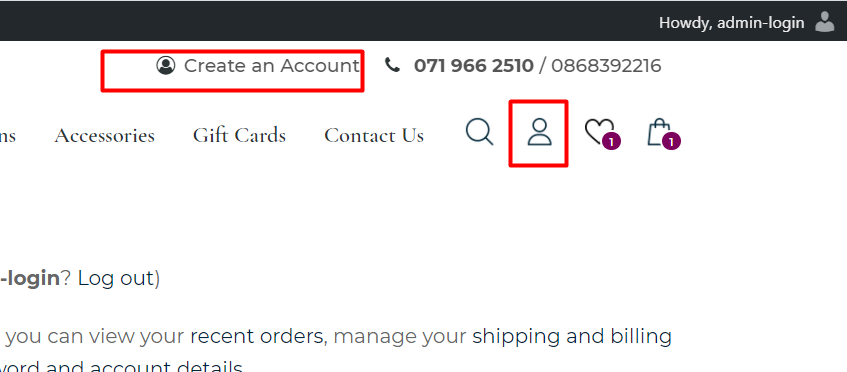 Howdy, admin-login
Create an Account 071 966 2510 / 0868392216
ns Accessories Gift Cards Contact Us 1 1
-login? Log out)
you can view your recent orders, manage your shipping and billing
word and account details